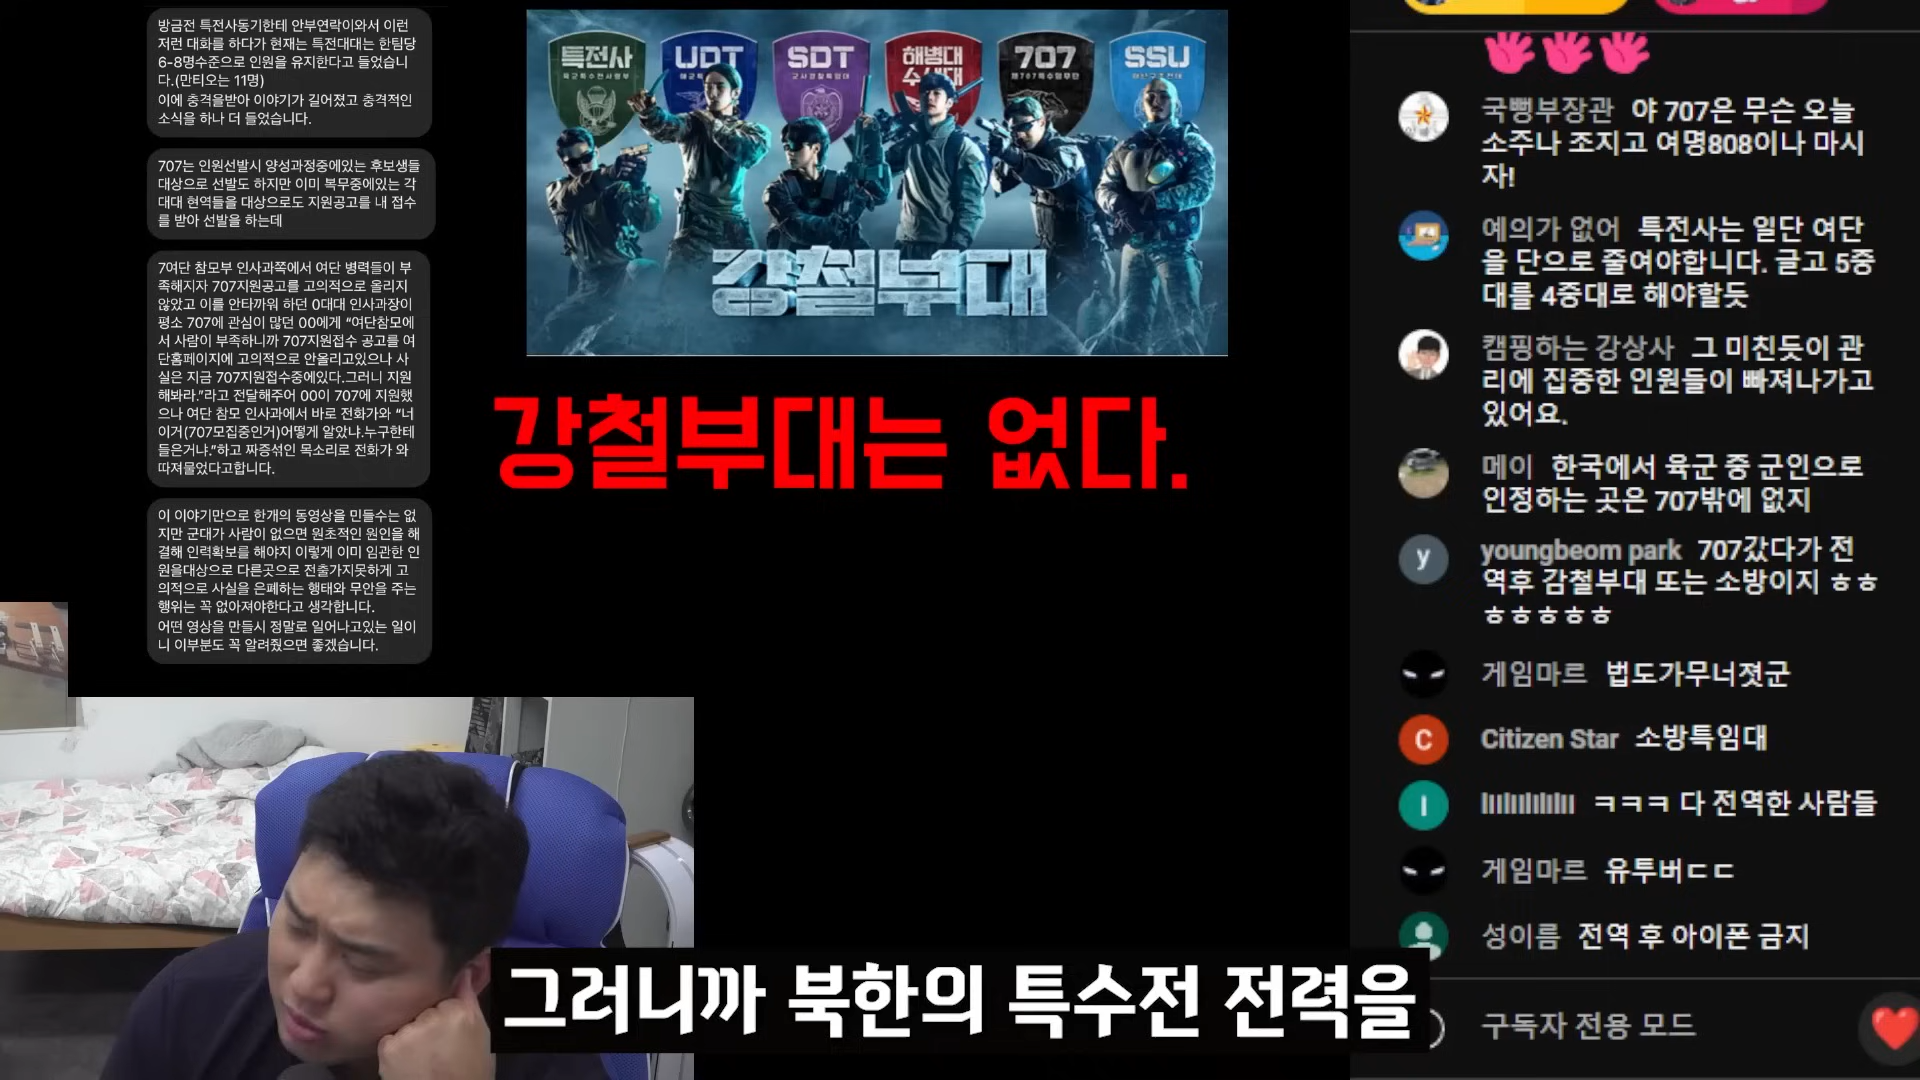 방금전 특전사동기한테 안부연락이와서 이런
저런 대화를 하다가 현재는 특전대대는 한팀당
6-8명수준으로 인원을 유지한다고 들었습니
다.(만티오는 11명)
이에 충격을받아 이야기가 길어졌고 충격적인
소식을 하나 더 들었습니다.
707는 인원선발시 양성과정중에있는 후보생들
대상으로 선발도 하지만 이미 복무중에있는 각
대대 현역들을 대상으로도 지원공고를 내 접수
를 받아 선발을 하는데
7여단 참모부 인사과쪽에서 여단 병력들이 부
족해지자 707지원공고를 고의적으로 올리지
않았고 이를 안타까워 하던 0대대 인사과장이
평소 707에 관심이 많던 00에게 “여단참모에
서 사람이 부족하니까 707지원접수 공고를 여
단홈페이지에 고의적으로 안올리고있으나 사
실은 지금 707지원접수중에있다.그러니 지원
해봐라.”라고 전달해주어 00이 707에 지원했
으나 여단 참모 인사과에서 바로 전화가와 “너
이거(707모집중인거)어떻게 알았냐.누구한테
들은거냐.”하고 짜증섞인 목소리로 전화가 와
따져물었다고합니다.
이 이야기만으로 한개의 동영상을 민들수는 없
지만 군대가 사람이 없으면 원초적인 원인을 해
결해 인력확보를 해야지 이렇게 이미 임관한 인
원을대상으로 다른곳으로 전출가지못하게 고
의적으로 사실을 은폐하는 행태와 무안을 주는
행위는 꼭 없아져야한다고 생각합니다.
어떤 영상을 만들시 정말로 일어나고있는 일이
니 이부분도 꼭 알려줬으면 좋겠습니다.
특전사
육군특수전사령부
UDT
SDT
군사경찰특임대
해병대
수색대
707
제707특수임무단
SSU
강철부대
강철부대는 없다.
그러니까 북한의 특수전 전력을
국뻥부장관 야 707은 무슨 오늘
소주나 조지고 여명808이나 마시
자!
예의가 없어 특전사는 일단 여단
을 단으로 줄여야합니다. 글고 5중
대를 4중대로 해야할듯
캠핑하는 강상사 그 미친듯이 관
리에 집중한 인원들이 빠져나가고
있어요.
메이 한국에서 육군 중 군인으로
인정하는 곳은 707밖에 없지
y
youngbeom park 707갔다가 전
역후 감철부대 또는 소방이지 ㅎㅎ
ㅎㅎㅎㅎㅎ
게임마르 법도가무너졋군
C
Citizen Star 소방특임대
I
ㅋㅋㅋ 다 전역한 사람들
게임마르 유투버ㄷㄷ
성이름 전역 후 아이폰 금지
구독자 전용 모드